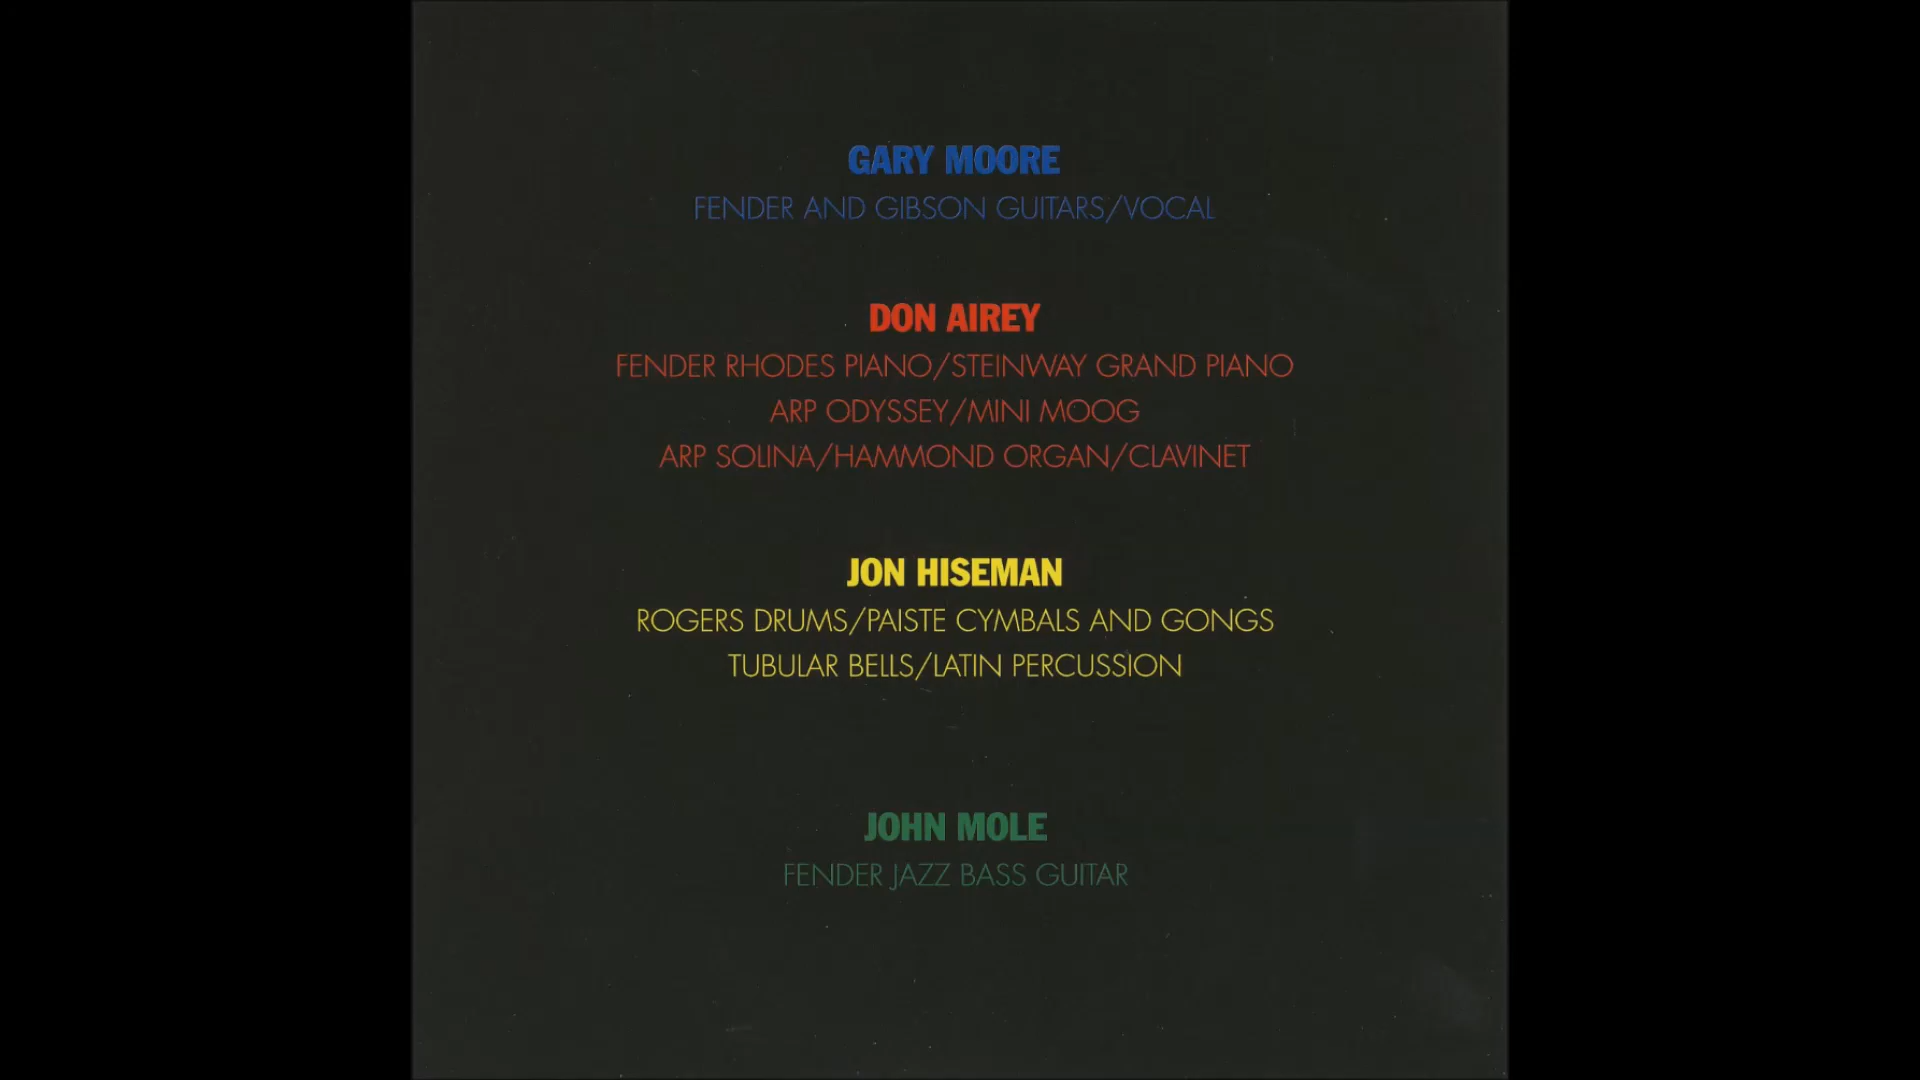 GARY MOORE
FENDER AND GIBSON GUITARS/VOCAL
DON AIREY
FENDER RHODES PIANO/STEINWAY GRAND PIANO
ARP ODYSSEY/MINI MOOG
ARP SOLINA/HAMMOND ORGAN/CLAVINET
JON HISEMAN
ROGERS DRUMS/PAISTE CYMBALS AND GONGS
TUBULAR BELLS/LATIN PERCUSSION
JOHN MOLE
FENDER JAZZ BASS GUITAR